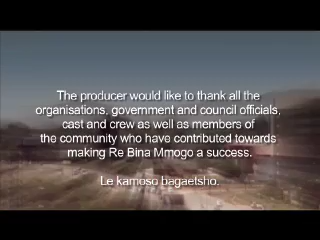 The producer would like to thank all the
organisations, government and council officials,
cast and crew as well as members of
the community who have contributed towards
making Re Bina Mmogo a success.
Le kamoso bagaetsho.